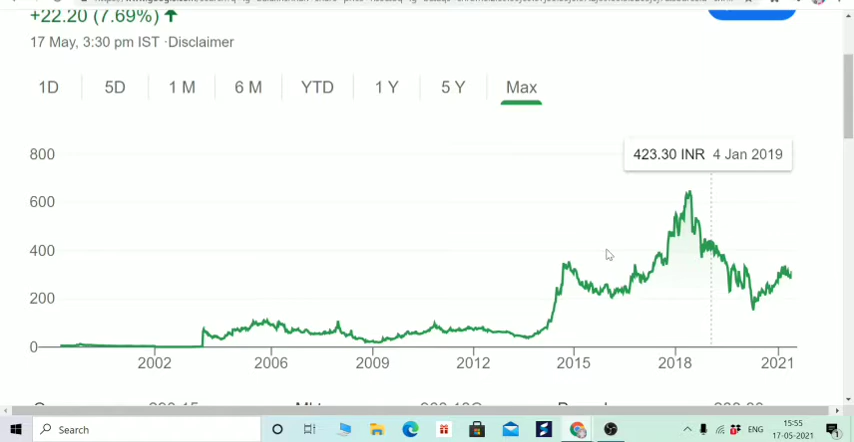 +22.20 (7.69%)
17 May, 3:30 pm IST ·Disclaimer
1D 5D 1 M 6 M YTD 1 Y 5 Y Max
423.30 INR 4 Jan 2019
800
600
400
200
0
2002 2006 2009 2012 2015 2018 2021
Search
ENG
15:55
17-05-2021
1